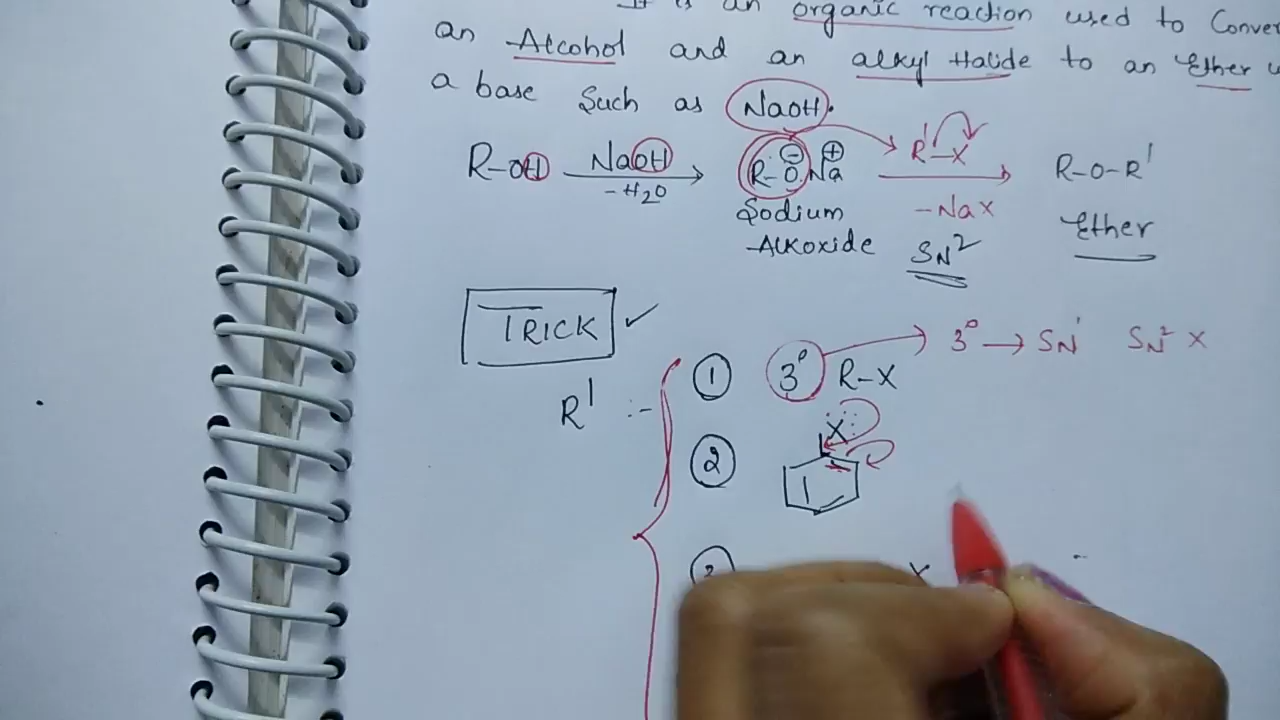 It is an organic reaction used to Conver
an Alcohol and an alkyl Halide to an Ether
a base Such as NaOH.
R-OH NaOH -H2O R-O⊖ Na⊕ R'-X -NaX R-O-R'
Sodium Alkoxide SN2 Ether
TRICK ✓
R' :-
① 3° R-X 3° → SN1 SN2 X
② X
③ X